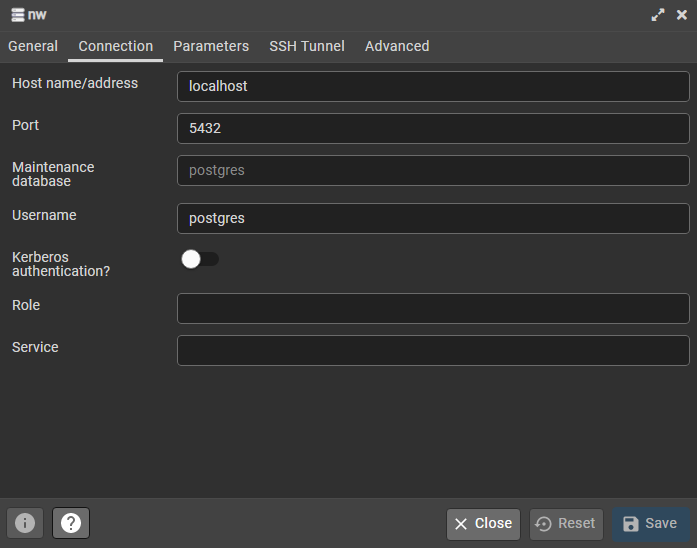 nw
General Connection Parameters SSH Tunnel Advanced
Host name/address localhost
Port 5432
Maintenance
database postgres
Username postgres
Kerberos
authentication?
Role
Service
Close Reset Save